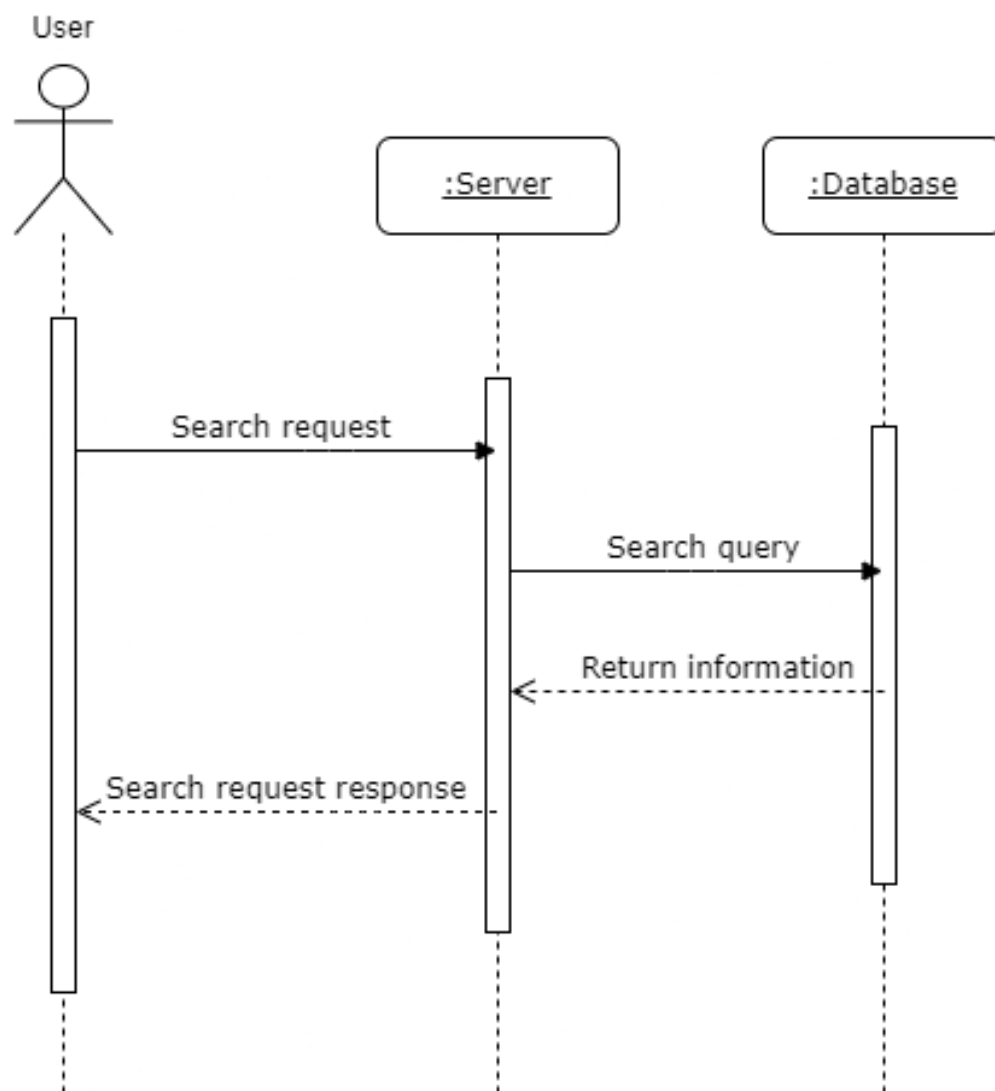 User
:Server
:Database
Search request
Search query
Return information
Search request response